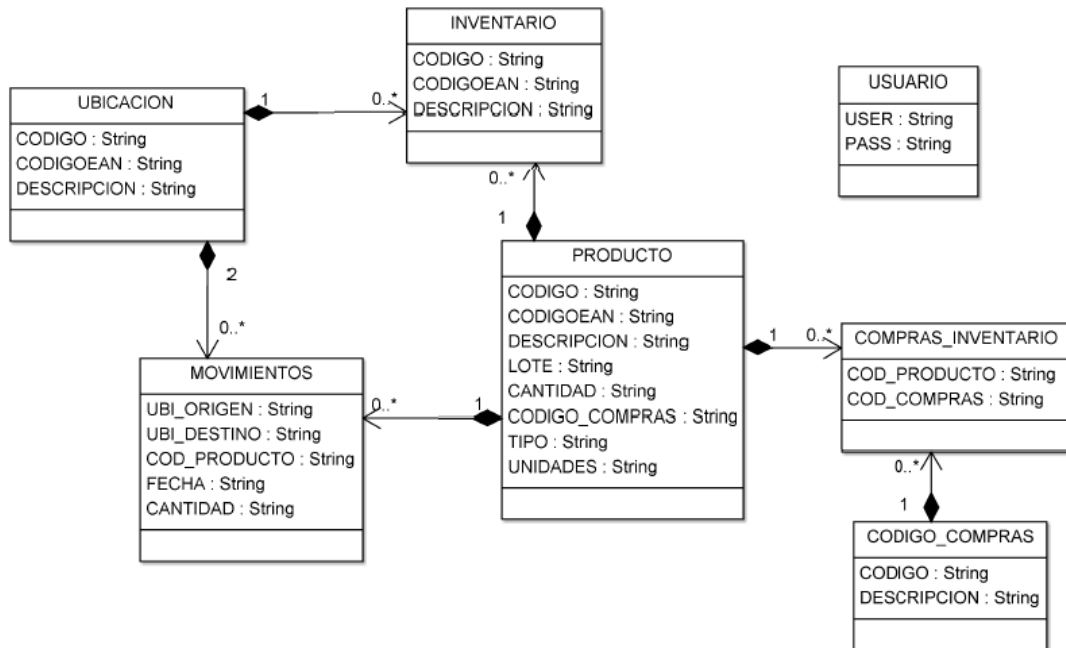 INVENTARIO
CODIGO : String
CODIGOEAN : String
DESCRIPCION : String
UBICACION
CODIGO : String
CODIGOEAN : String
DESCRIPCION : String
1
0..*
USUARIO
USER : String
PASS : String
0..*
1
2
0..*
PRODUCTO
CODIGO : String
CODIGOEAN : String
DESCRIPCION : String
LOTE : String
CANTIDAD : String
CODIGO_COMPRAS : String
TIPO : String
UNIDADES : String
MOVIMIENTOS
UBI_ORIGEN : String
UBI_DESTINO : String
COD_PRODUCTO : String
FECHA : String
CANTIDAD : String
0..*
1
1
0..*
COMPRAS_INVENTARIO
COD_PRODUCTO : String
COD_COMPRAS : String
0..*
1
CODIGO_COMPRAS
CODIGO : String
DESCRIPCION : String